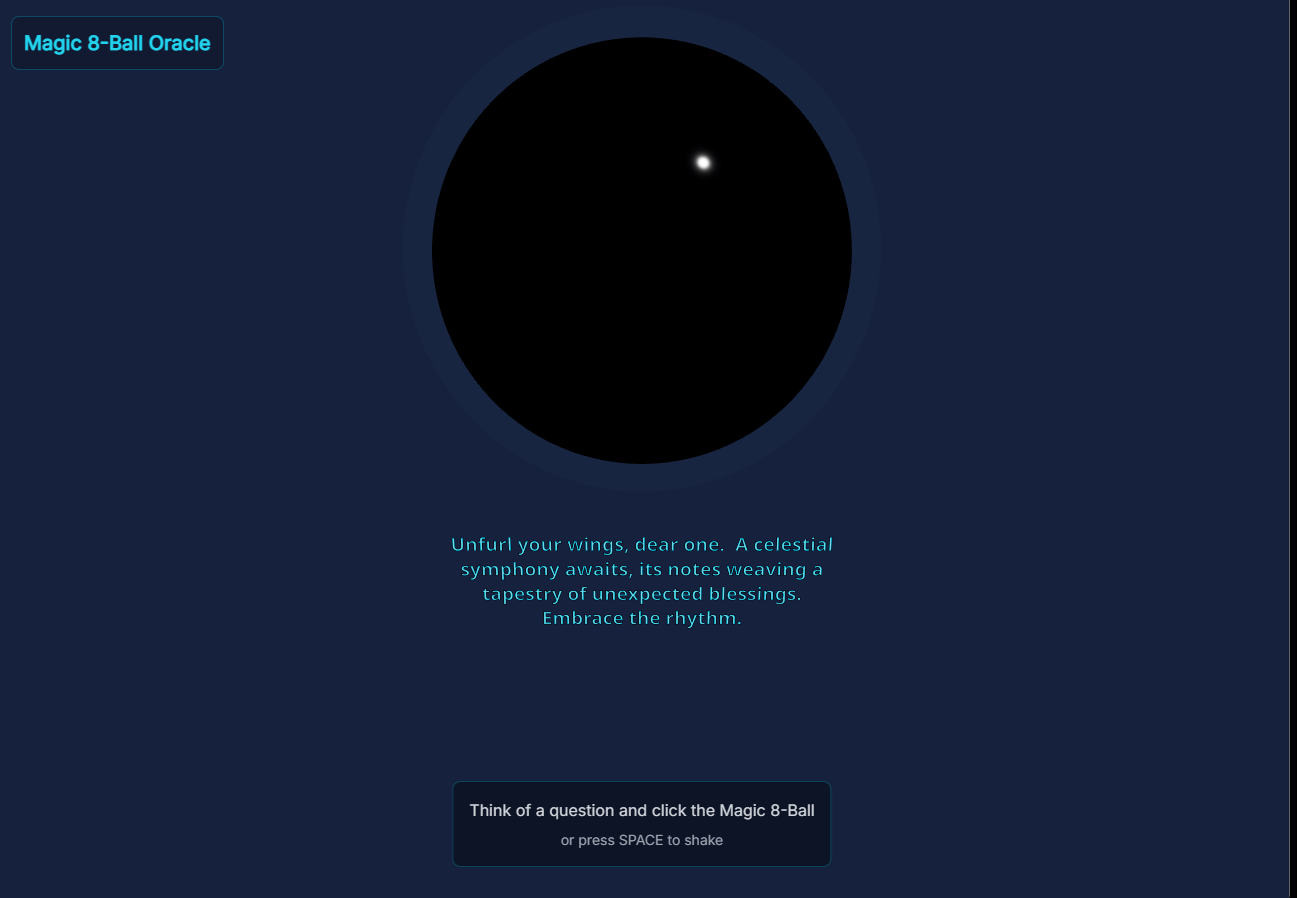 Magic 8-Ball Oracle
Unfurl your wings, dear one.  A celestial
symphony awaits, its notes weaving a
tapestry of unexpected blessings.
Embrace the rhythm.
Think of a question and click the Magic 8-Ball
or press SPACE to shake